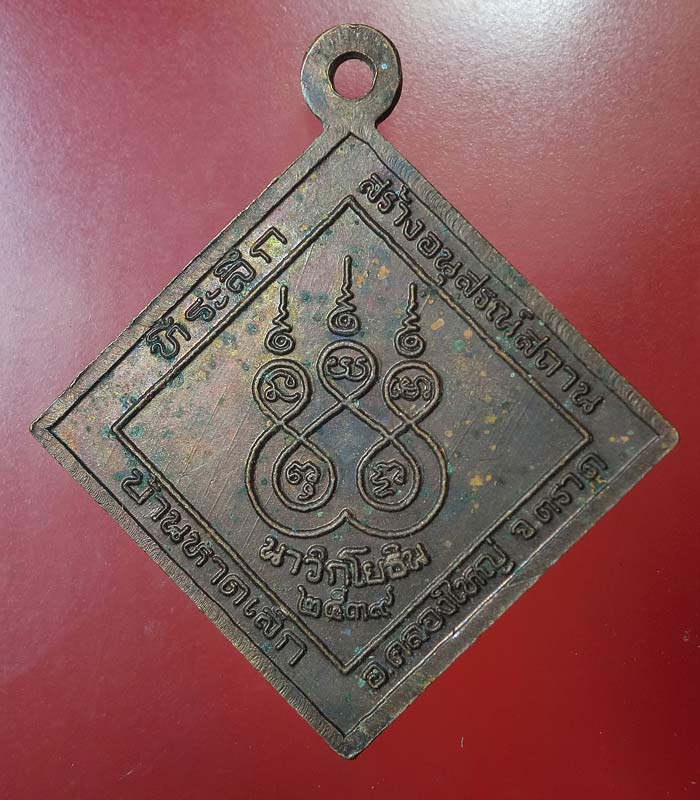 ที่ระลึก
สร้างอนุสรณ์สถาน
นาวิกโยธิน
๒๕๓๙
บ้านหาดเล็ก
อ.คลองใหญ่ จ.ตราด